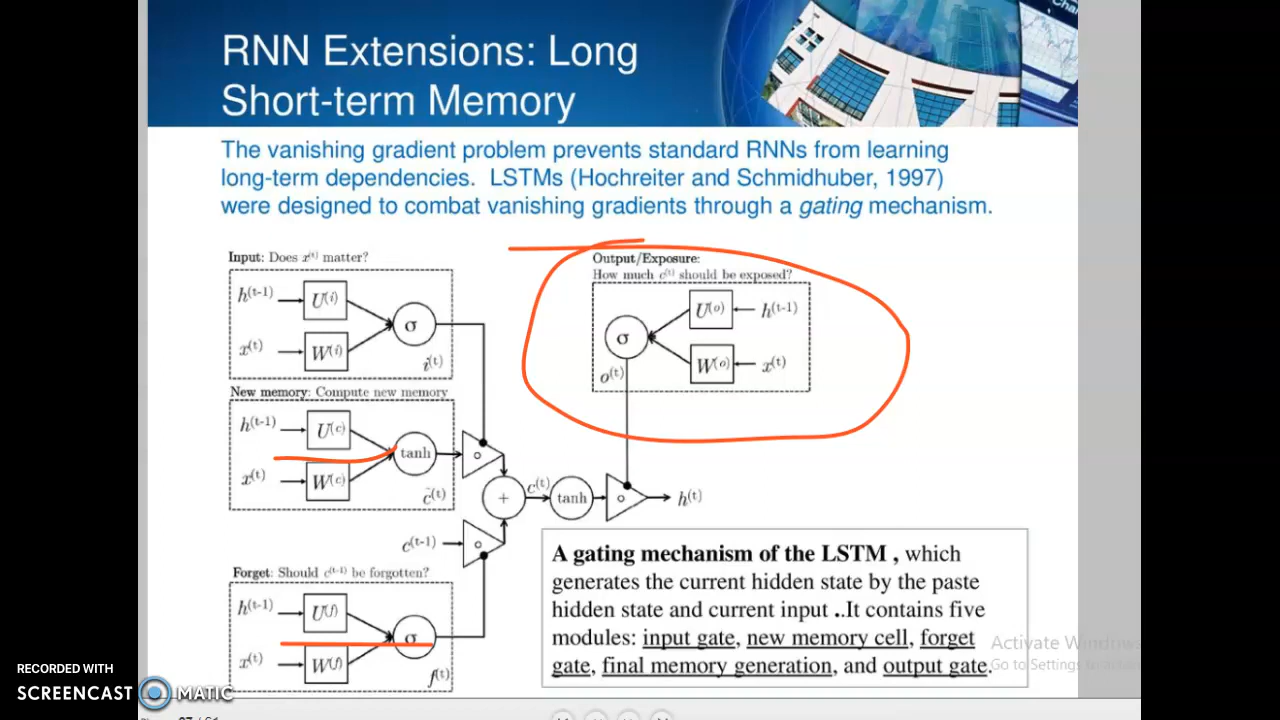 RNN Extensions: Long
Short-term Memory
The vanishing gradient problem prevents standard RNNs from learning
long-term dependencies. LSTMs (Hochreiter and Schmidhuber, 1997)
were designed to combat vanishing gradients through a gating mechanism.
Input: Does x(t) matter?
h(t-1)
U(i)
σ
x(t)
W(i)
i(t)
New memory: Compute new memory
h(t-1)
U(c)
tanh
x(t)
W(c)
c̃(t)
c(t-1)
Forget: Should c(t-1) be forgotten?
h(t-1)
U(f)
σ
x(t)
W(f)
f(t)
Output/Exposure:
How much c(t) should be exposed?
U(o)
h(t-1)
σ
W(o)
x(t)
o(t)
∘
+
c(t)
tanh
∘
h(t)
∘
A gating mechanism of the LSTM , which
generates the current hidden state by the paste
hidden state and current input ..It contains five
modules: input gate, new memory cell, forget
gate, final memory generation, and output gate.
Activate Windows
Go to Settings to
RECORDED WITH
SCREENCAST MATIC